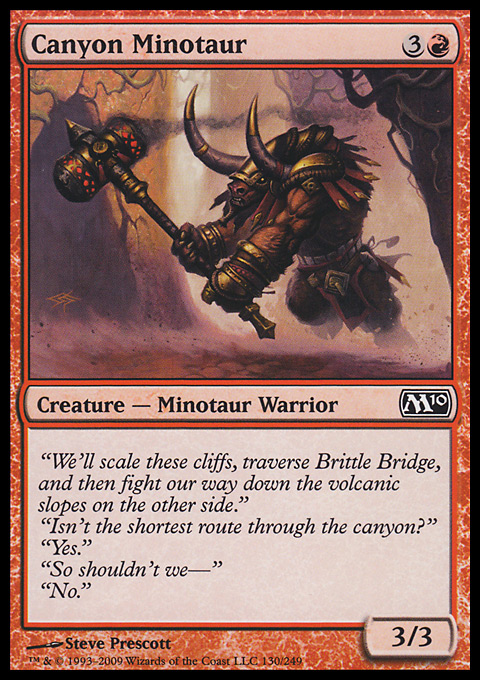 Canyon Minotaur 3
Creature — Minotaur Warrior M10
“We’ll scale these cliffs, traverse Brittle Bridge,
and then fight our way down the volcanic
slopes on the other side.”
“Isn’t the shortest route through the canyon?”
“Yes.”
“So shouldn’t we—”
“No.”
3/3
Steve Prescott
™ & © 1993–2009 Wizards of the Coast LLC 130/249